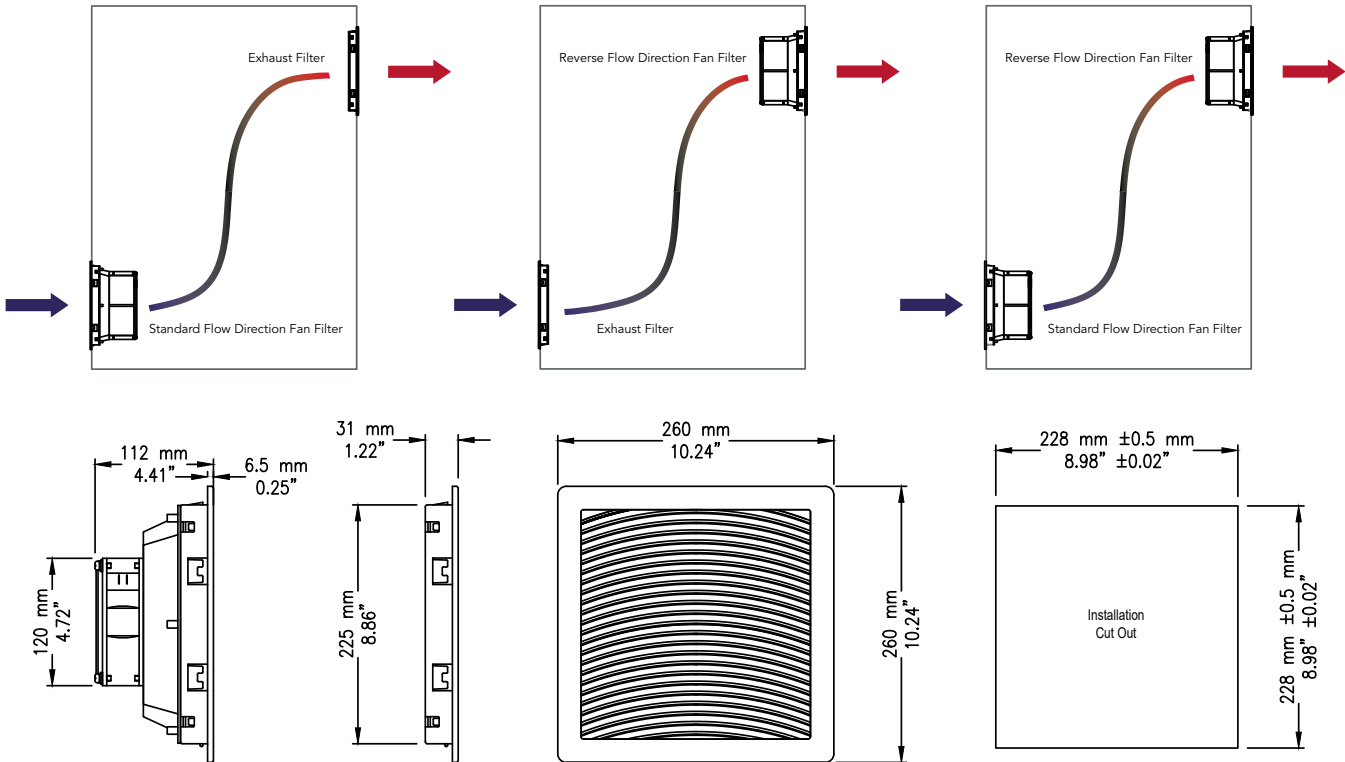 Exhaust Filter
Standard Flow Direction Fan Filter
Reverse Flow Direction Fan Filter
Exhaust Filter
Reverse Flow Direction Fan Filter
Standard Flow Direction Fan Filter
112 mm
4.41”
6.5 mm
0.25”
120 mm
4.72”
31 mm
1.22”
225 mm
8.86”
260 mm
10.24”
260 mm
10.24”
228 mm ±0.5 mm
8.98” ±0.02”
Installation
Cut Out
228 mm ±0.5 mm
8.98” ±0.02”